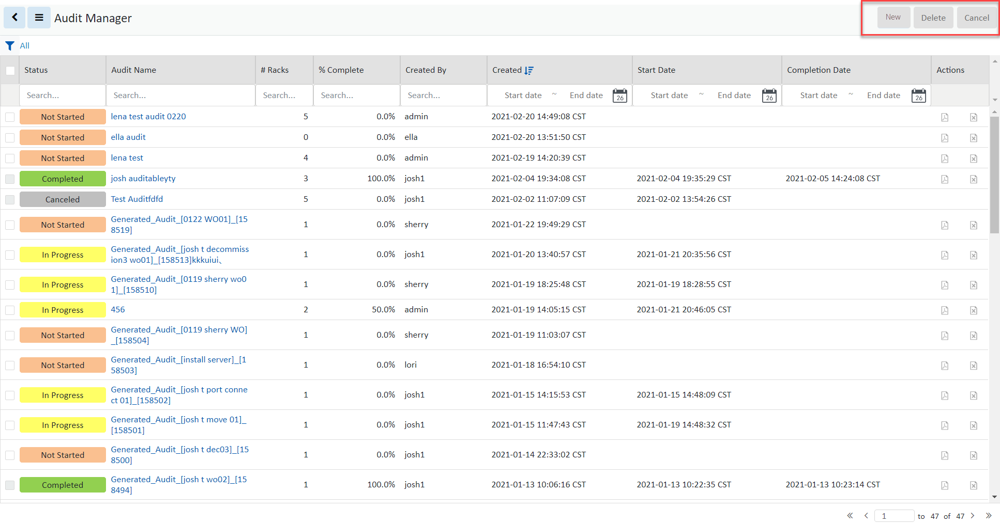 Audit Manager New Delete Cancel
All
Status Audit Name # Racks % Complete Created By Created Start Date Completion Date Actions
Search... Search... Search... Search... Search... Start date ~ End date 26 Start date ~ End date 26 Start date ~ End date 26
Not Started lena test audit 0220 5 0.0% admin 2021-02-20 14:49:08 CST
Not Started ella audit 0 0.0% ella 2021-02-20 13:51:50 CST
Not Started lena test 4 0.0% admin 2021-02-19 14:20:39 CST
Completed josh auditableyty 3 100.0% josh1 2021-02-04 19:34:08 CST 2021-02-04 19:35:29 CST 2021-02-05 14:24:08 CST
Canceled Test Auditfdfd 5 0.0% josh1 2021-02-02 11:07:09 CST 2021-02-02 13:54:26 CST
Not Started Generated_Audit_[0122 WO01]_[15 1 0.0% sherry 2021-01-22 19:49:29 CST
8519]
In Progress Generated_Audit_[josh t decommiss 1 0.0% josh1 2021-01-20 13:40:57 CST 2021-01-21 20:35:56 CST
ion3 wo01]_[158513]kkkuiui、
In Progress Generated_Audit_[0119 sherry wo0 1 0.0% sherry 2021-01-19 18:25:48 CST 2021-01-19 18:28:55 CST
1]_[158510]
In Progress 456 2 50.0% admin 2021-01-19 14:05:15 CST 2021-01-21 20:46:05 CST
Not Started Generated_Audit_[0119 sherry WO] 1 0.0% sherry 2021-01-19 11:03:07 CST
_[158504]
Not Started Generated_Audit_[install server]_[1 1 0.0% lori 2021-01-18 16:54:10 CST
58503]
In Progress Generated_Audit_[josh t port conne 1 0.0% josh1 2021-01-15 14:15:53 CST 2021-01-15 14:48:09 CST
ct 01]_[158502]
In Progress Generated_Audit_[josh t move 01]_ 1 0.0% josh1 2021-01-15 11:47:43 CST 2021-01-19 14:48:32 CST
[158501]
Not Started Generated_Audit_[josh t dec03]_[15 1 0.0% josh1 2021-01-14 22:33:02 CST
8500]
Completed Generated_Audit_[josh t wo02]_[15 1 100.0% josh1 2021-01-13 10:06:16 CST 2021-01-13 10:22:35 CST 2021-01-13 10:23:14 CST
8494]
1 to 47 of 47